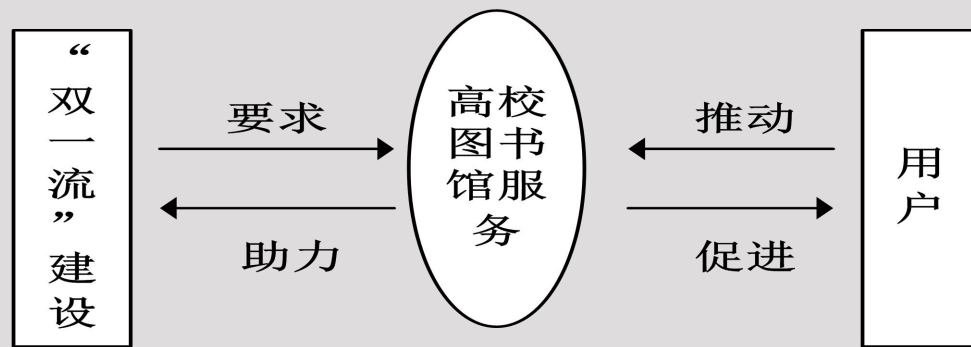 “双一流”建设
要求
助力
高校
图书
馆服
务
推动
促进
用户